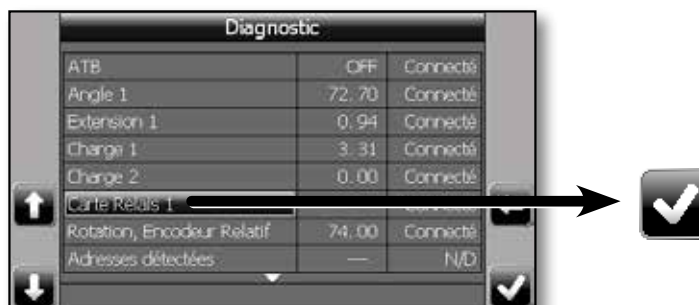 Diagnostic
ATB OFF Connecté
Angle 1 72.70 Connecté
Extension 1 0.94 Connecté
Charge 1 3.31 Connecté
Charge 2 0.00 Connecté
Carte Relais 1
Rotation, Encodeur Relatif 74.00 Connecté
Adresses détectées — N/D